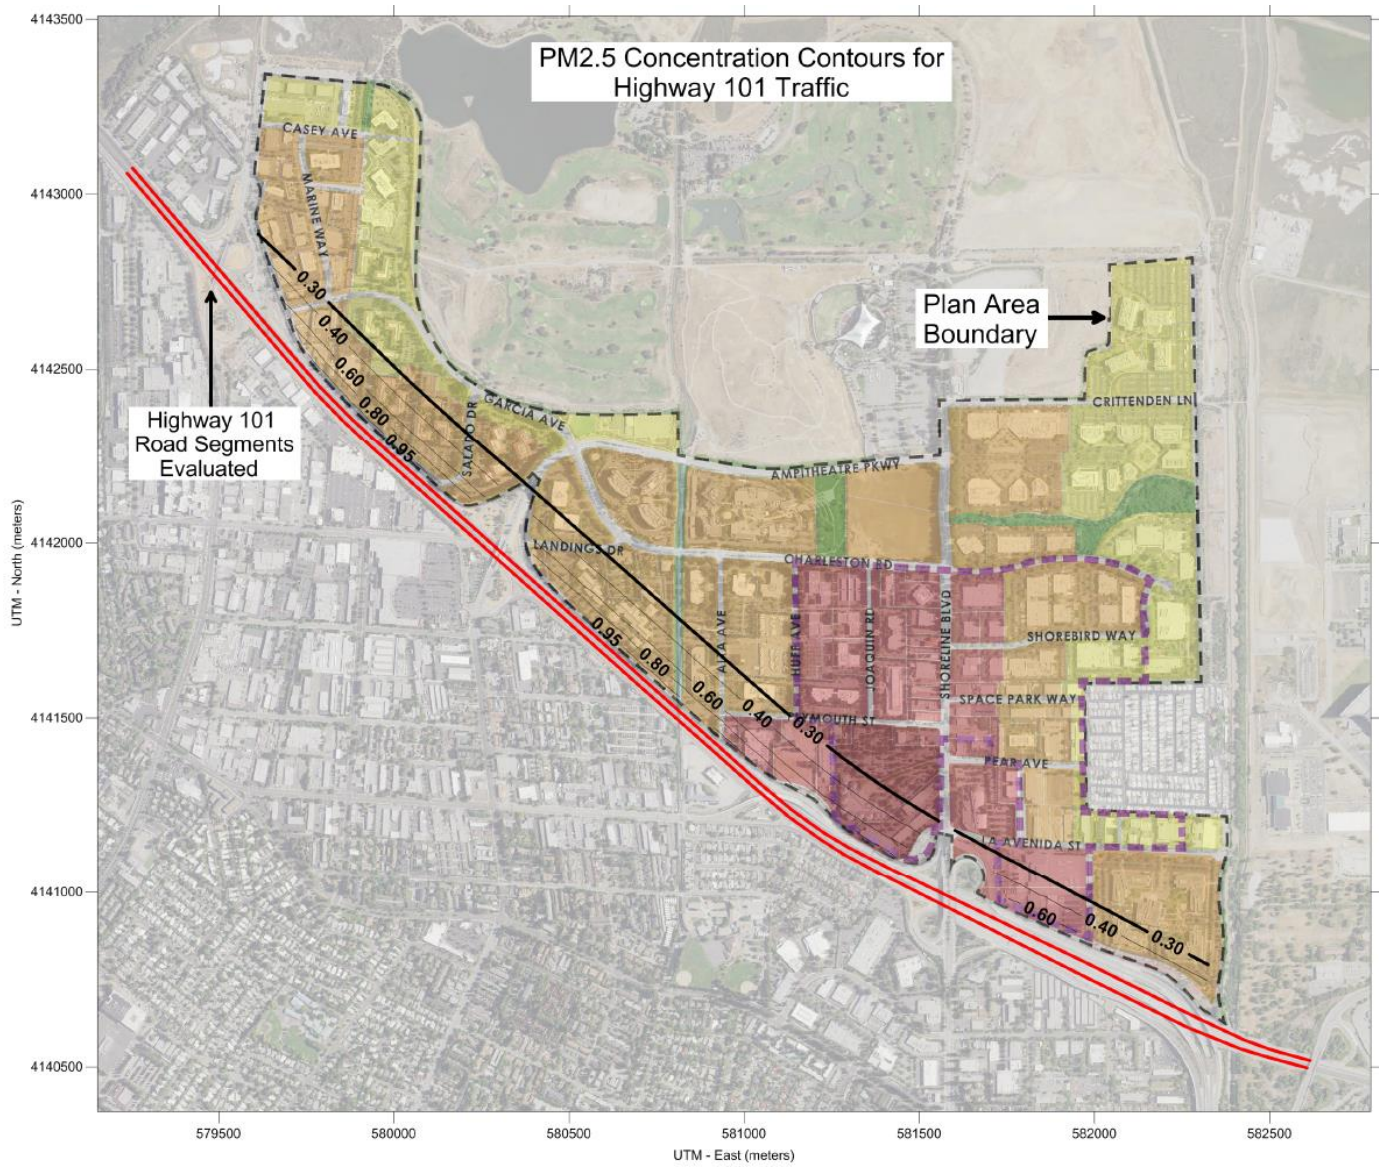 PM2.5 Concentration Contours for
Highway 101 Traffic
4143500
4143000
4142500
4142000
4141500
4141000
4140500
UTM - North (meters)
CASEY AVE
MARINE WAY
0.30
0.40
0.60
0.80
0.95
Highway 101
Road Segments
Evaluated
SALADO DR
GARCIA AVE
Plan Area
Boundary
CRITTENDEN LN
AMPITHEATRE PKWY
LANDINGS DR
CHARLESTON RD
ALTA AVE
HUFF AVE
JOAQUIN RD
SHORELINE BLVD
SHOREBIRD WAY
SPACE PARK WAY
0.95
0.80
0.60
0.40
0.30
PEAR AVE
LA AVENIDA ST
0.60
0.40
0.30
579500
580000
580500
581000
581500
582000
582500
UTM - East (meters)